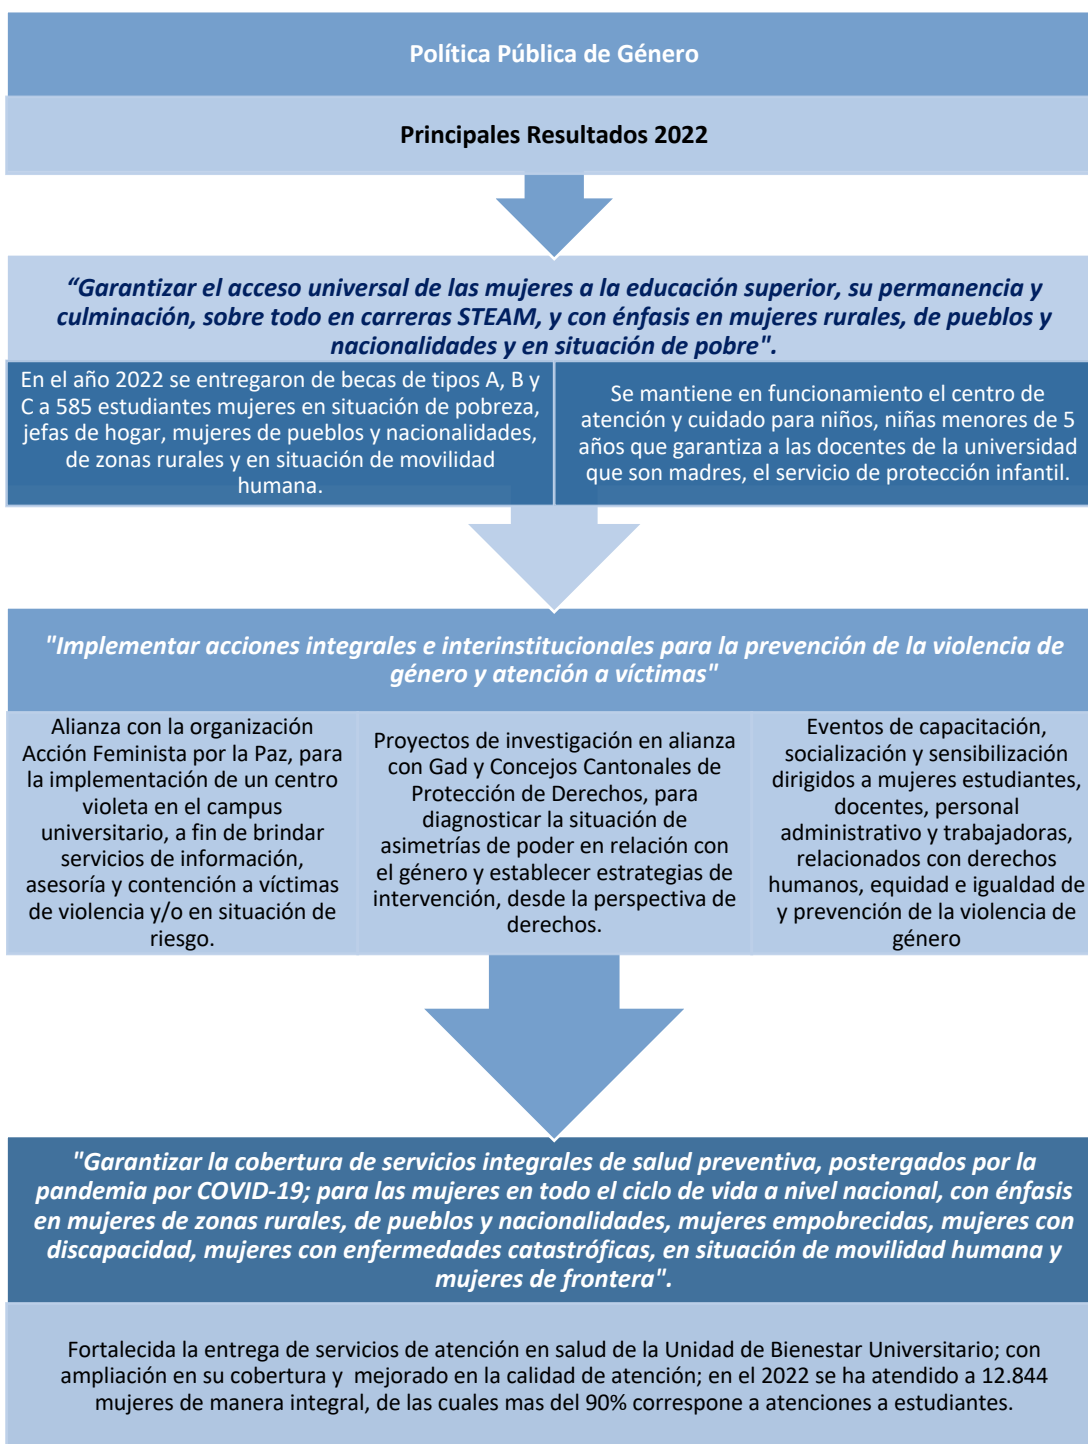 Política Pública de Género
Principales Resultados 2022
“Garantizar el acceso universal de las mujeres a la educación superior, su permanencia y
culminación, sobre todo en carreras STEAM, y con énfasis en mujeres rurales, de pueblos y
nacionalidades y en situación de pobre".
En el año 2022 se entregaron de becas de tipos A, B y
C a 585 estudiantes mujeres en situación de pobreza,
jefas de hogar, mujeres de pueblos y nacionalidades,
de zonas rurales y en situación de movilidad
humana.
Se mantiene en funcionamiento el centro de
atención y cuidado para niños, niñas menores de 5
años que garantiza a las docentes de la universidad
que son madres, el servicio de protección infantil.
"Implementar acciones integrales e interinstitucionales para la prevención de la violencia de
género y atención a víctimas"
Alianza con la organización
Acción Feminista por la Paz, para
la implementación de un centro
violeta en el campus
universitario, a fin de brindar
servicios de información,
asesoría y contención a víctimas
de violencia y/o en situación de
riesgo.
Proyectos de investigación en alianza
con Gad y Concejos Cantonales de
Protección de Derechos, para
diagnosticar la situación de
asimetrías de poder en relación con
el género y establecer estrategias de
intervención, desde la perspectiva de
derechos.
Eventos de capacitación,
socialización y sensibilización
dirigidos a mujeres estudiantes,
docentes, personal
administrativo y trabajadoras,
relacionados con derechos
humanos, equidad e igualdad de
y prevención de la violencia de
género
"Garantizar la cobertura de servicios integrales de salud preventiva, postergados por la
pandemia por COVID-19; para las mujeres en todo el ciclo de vida a nivel nacional, con énfasis
en mujeres de zonas rurales, de pueblos y nacionalidades, mujeres empobrecidas, mujeres con
discapacidad, mujeres con enfermedades catastróficas, en situación de movilidad humana y
mujeres de frontera".
Fortalecida la entrega de servicios de atención en salud de la Unidad de Bienestar Universitario; con
ampliación en su cobertura y  mejorado en la calidad de atención; en el 2022 se ha atendido a 12.844
mujeres de manera integral, de las cuales mas del 90% corresponde a atenciones a estudiantes.